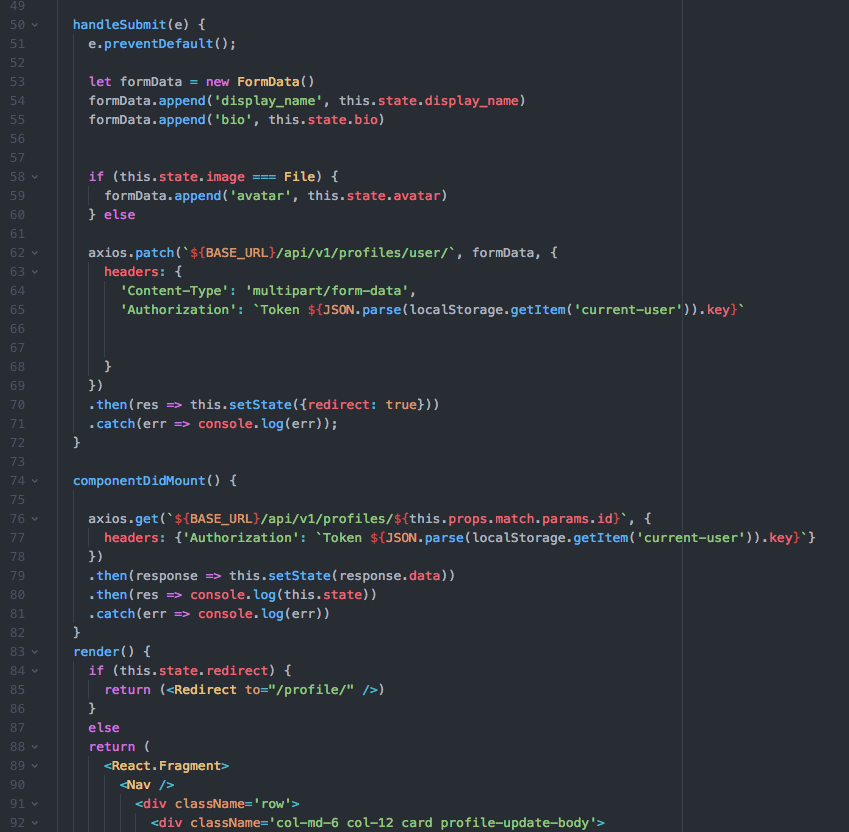 49
50 handleSubmit(e) {
51 e.preventDefault();
52
53 let formData = new FormData()
54 formData.append('display_name', this.state.display_name)
55 formData.append('bio', this.state.bio)
56
57
58 if (this.state.image === File) {
59 formData.append('avatar', this.state.avatar)
60 } else
61
62 axios.patch(`${BASE_URL}/api/v1/profiles/user/`, formData, {
63 headers: {
64 'Content-Type': 'multipart/form-data',
65 'Authorization': `Token ${JSON.parse(localStorage.getItem('current-user')).key}`
66
67
68 }
69 })
70 .then(res => this.setState({redirect: true}))
71 .catch(err => console.log(err));
72 }
73
74 componentDidMount() {
75
76 axios.get(`${BASE_URL}/api/v1/profiles/${this.props.match.params.id}`, {
77 headers: {'Authorization': `Token ${JSON.parse(localStorage.getItem('current-user')).key}`}
78 })
79 .then(response => this.setState(response.data))
80 .then(res => console.log(this.state))
81 .catch(err => console.log(err))
82 }
83 render() {
84 if (this.state.redirect) {
85 return (<Redirect to="/profile/" />)
86 }
87 else
88 return (
89 <React.Fragment>
90 <Nav />
91 <div className='row'>
92 <div className='col-md-6 col-12 card profile-update-body'>